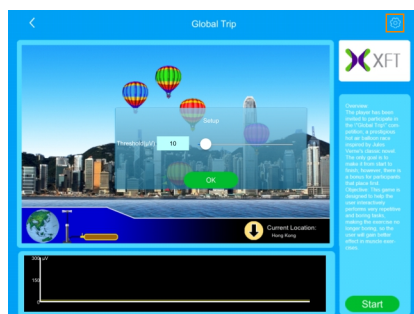 Global Trip
XFT
Setup
Threshold(μV)
10
OK
Current Location:
Hong Kong
300 μV
150
0
Overview:
The player has been
invited to participate in
the "Global Trip" com-
petition, a prestigious
hot air balloon race
inspired by Jules
Verne's classic novel.
The only goal is to
make it from start to
finish, however, there is
a bonus for participants
that place first.
Objective: This game is
designed to help the
user interactively
perform very repetitive
and boring tasks,
making the exercise no
longer boring, so the
user will gain better
effect in muscle exer-
cises.
Start